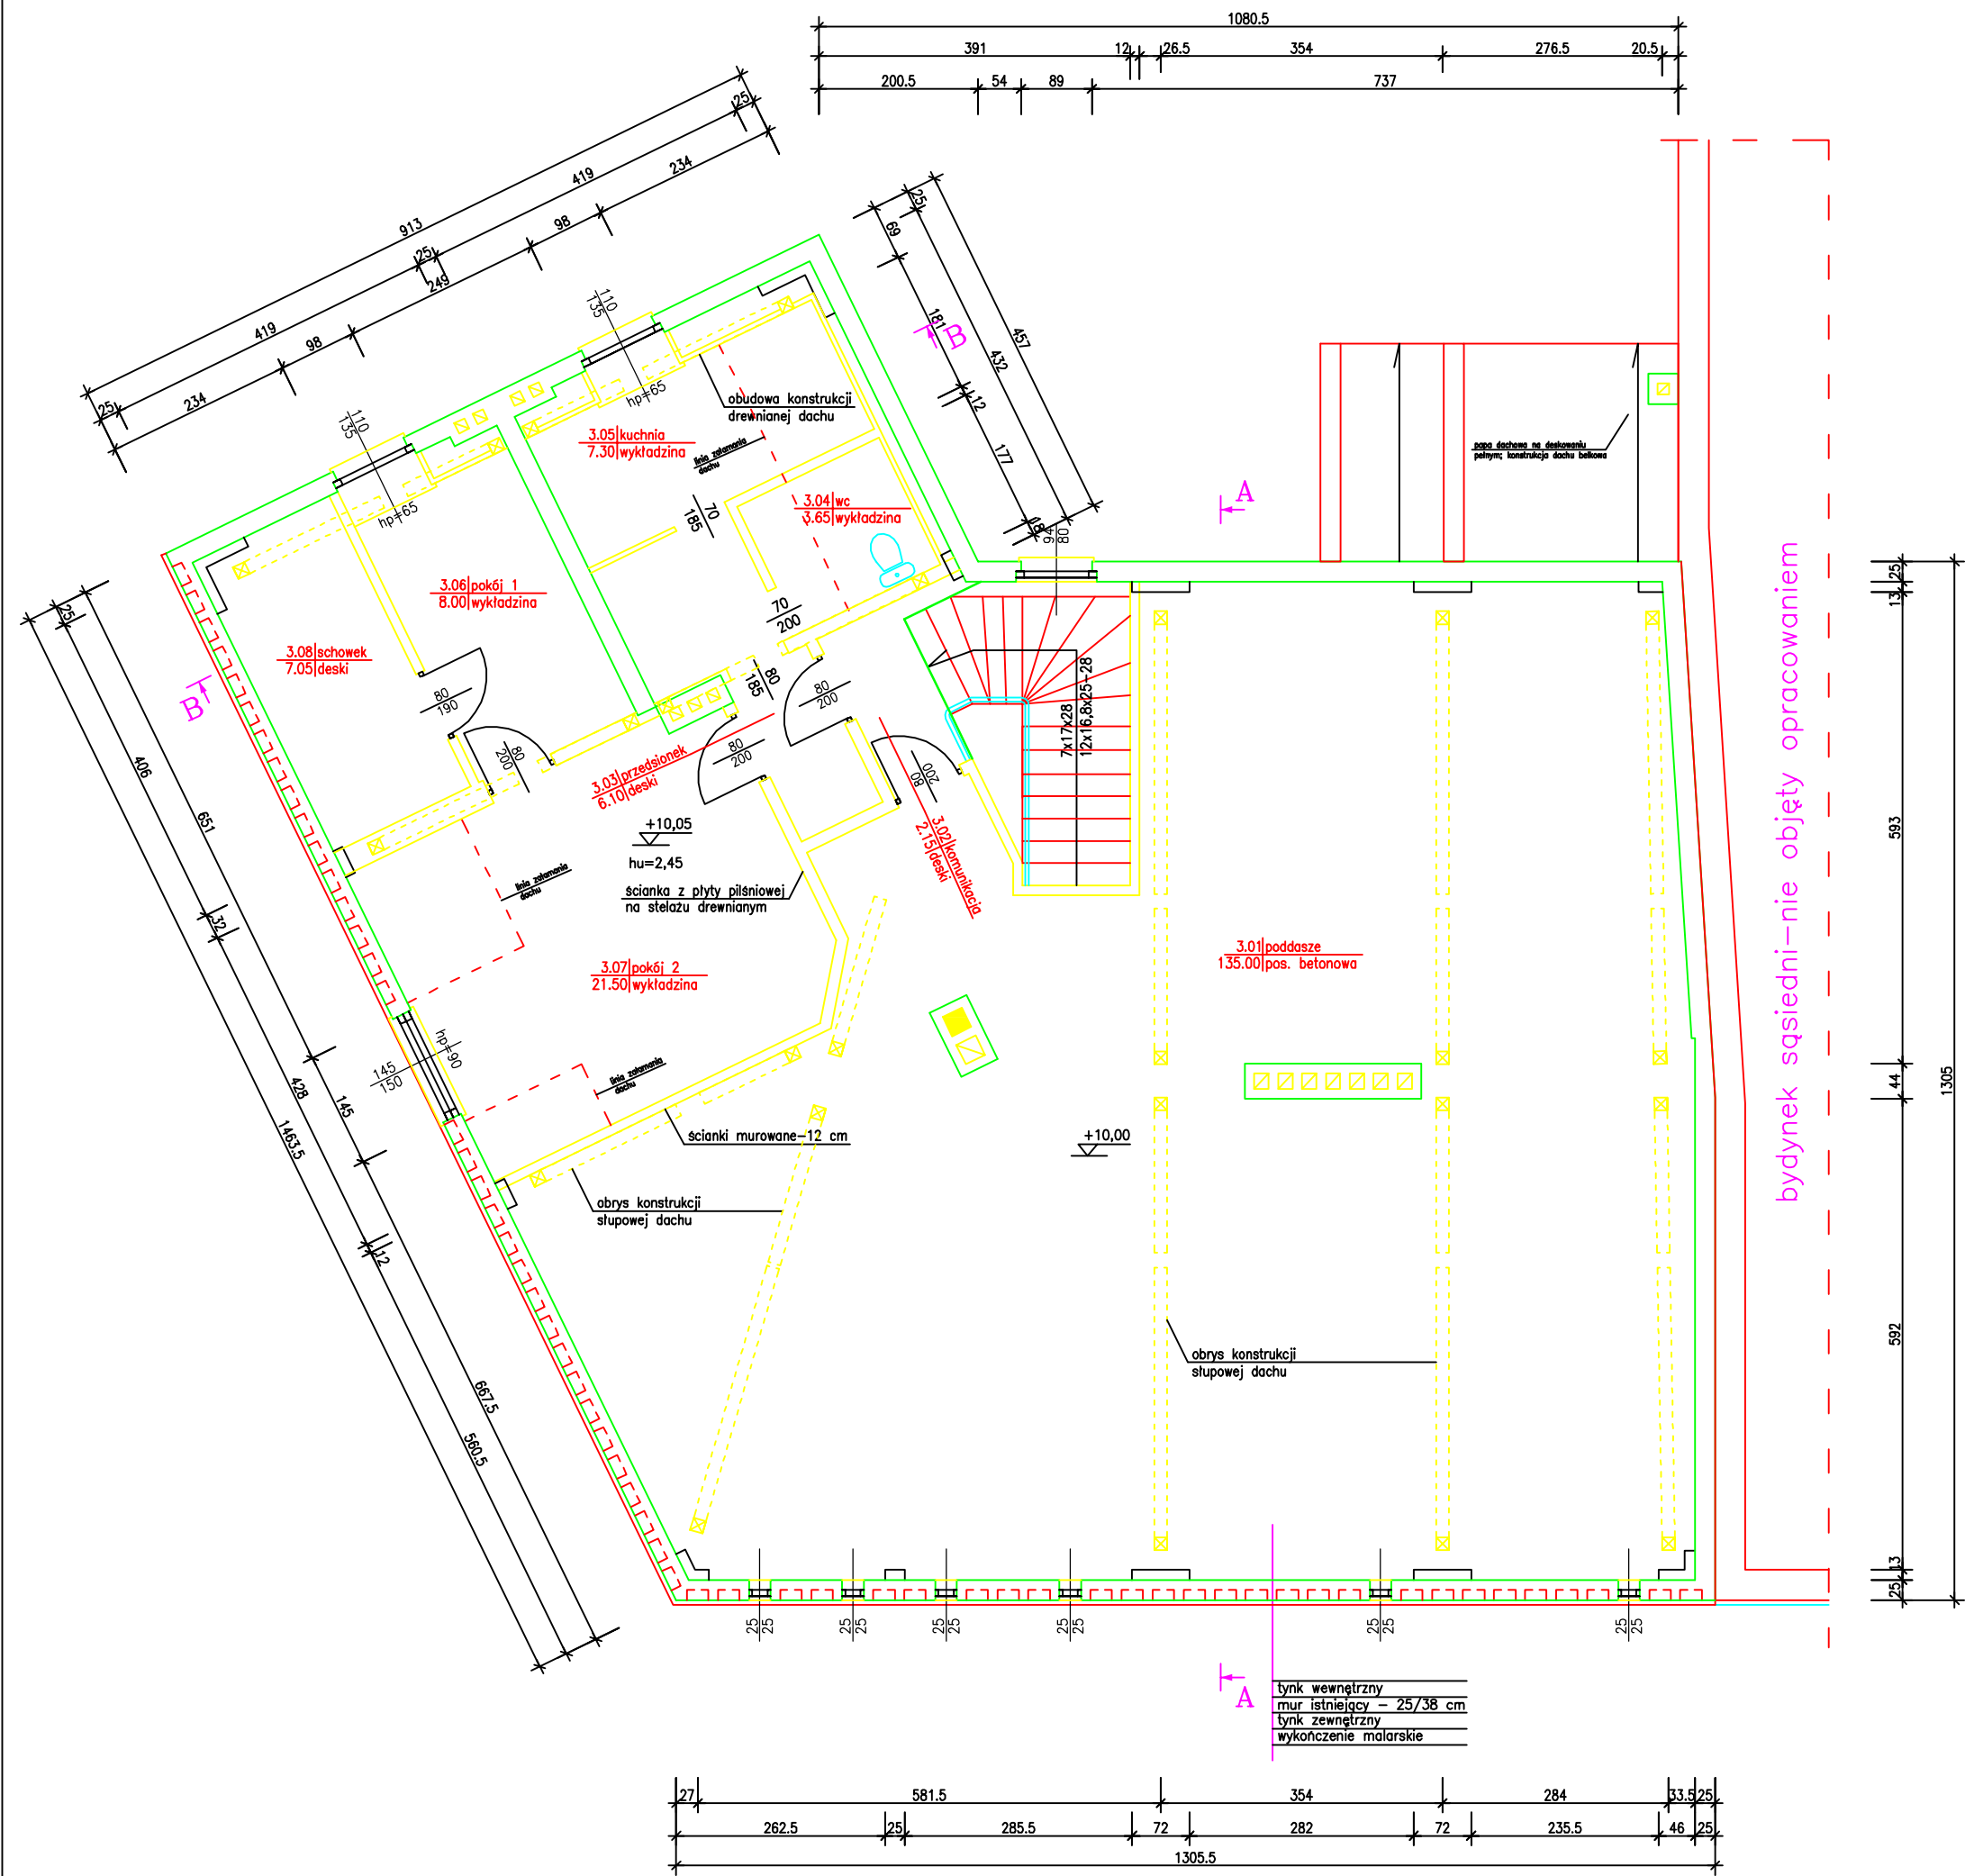 1080.5
391 12 26.5 354 276.5 20.5
200.5 54 89 737
913
25 419 25 419 25
234 98 249 98 234
457
25 432
69 181 12 177 18
110
135
hp=65
110
135
hp=65
B
B
obudowa konstrukcji
drewnianej dachu
3.05 kuchnia
7.30 wykładzina
linia załamania
dachu
3.04 wc
3.65 wykładzina
70
185
94
80
A
papa dachowa na deskowaniu
pełnym; konstrukcja dachu belkowa
3.06 pokój 1
8.00 wykładzina
3.08 schowek
7.05 deski
70
200
80
185
80
200
80
190
80
200
80
200
80
200
3.03 przedsionek
6.10 deski
3.02 komunikacja
2.15 deski
7x17x28
12x16,8x25-28
+10,05
hu=2,45
ścianka z płyty pilśniowej
na stelażu drewnianym
linia załamania
dachu
3.07 pokój 2
21.50 wykładzina
3.01 poddasze
135.00 pos. betonowa
145
150
hp=90
linia załamania
dachu
ścianki murowane-12 cm
+10,00
obrys konstrukcji
słupowej dachu
obrys konstrukcji
słupowej dachu
bydynek sąsiedni-nie objęty opracowaniem
25 406 32 428 12 560.5
651 145 667.5
1463.5
25 13 593 44 592 13 25
1305
25 25
25 25
25 25
25 25
25 25
25 25
A
tynk wewnętrzny
mur istniejący - 25/38 cm
tynk zewnętrzny
wykończenie malarskie
27 581.5 354 284 33.5 25
262.5 25 285.5 72 282 72 235.5 46 25
1305.5